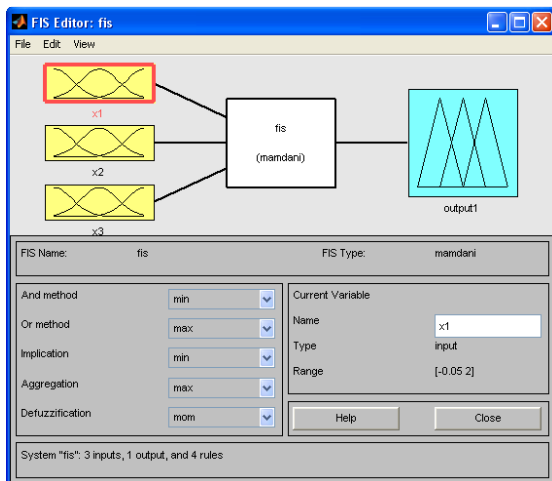 FIS Editor: fis
File Edit View
x1
x2
x3
fis
(mamdani)
output1
FIS Name: fis FIS Type: mamdani
And method min
Or method max
Implication min
Aggregation max
Defuzzification mom
Current Variable
Name x1
Type input
Range [-0.05 2]
Help Close
System "fis": 3 inputs, 1 output, and 4 rules